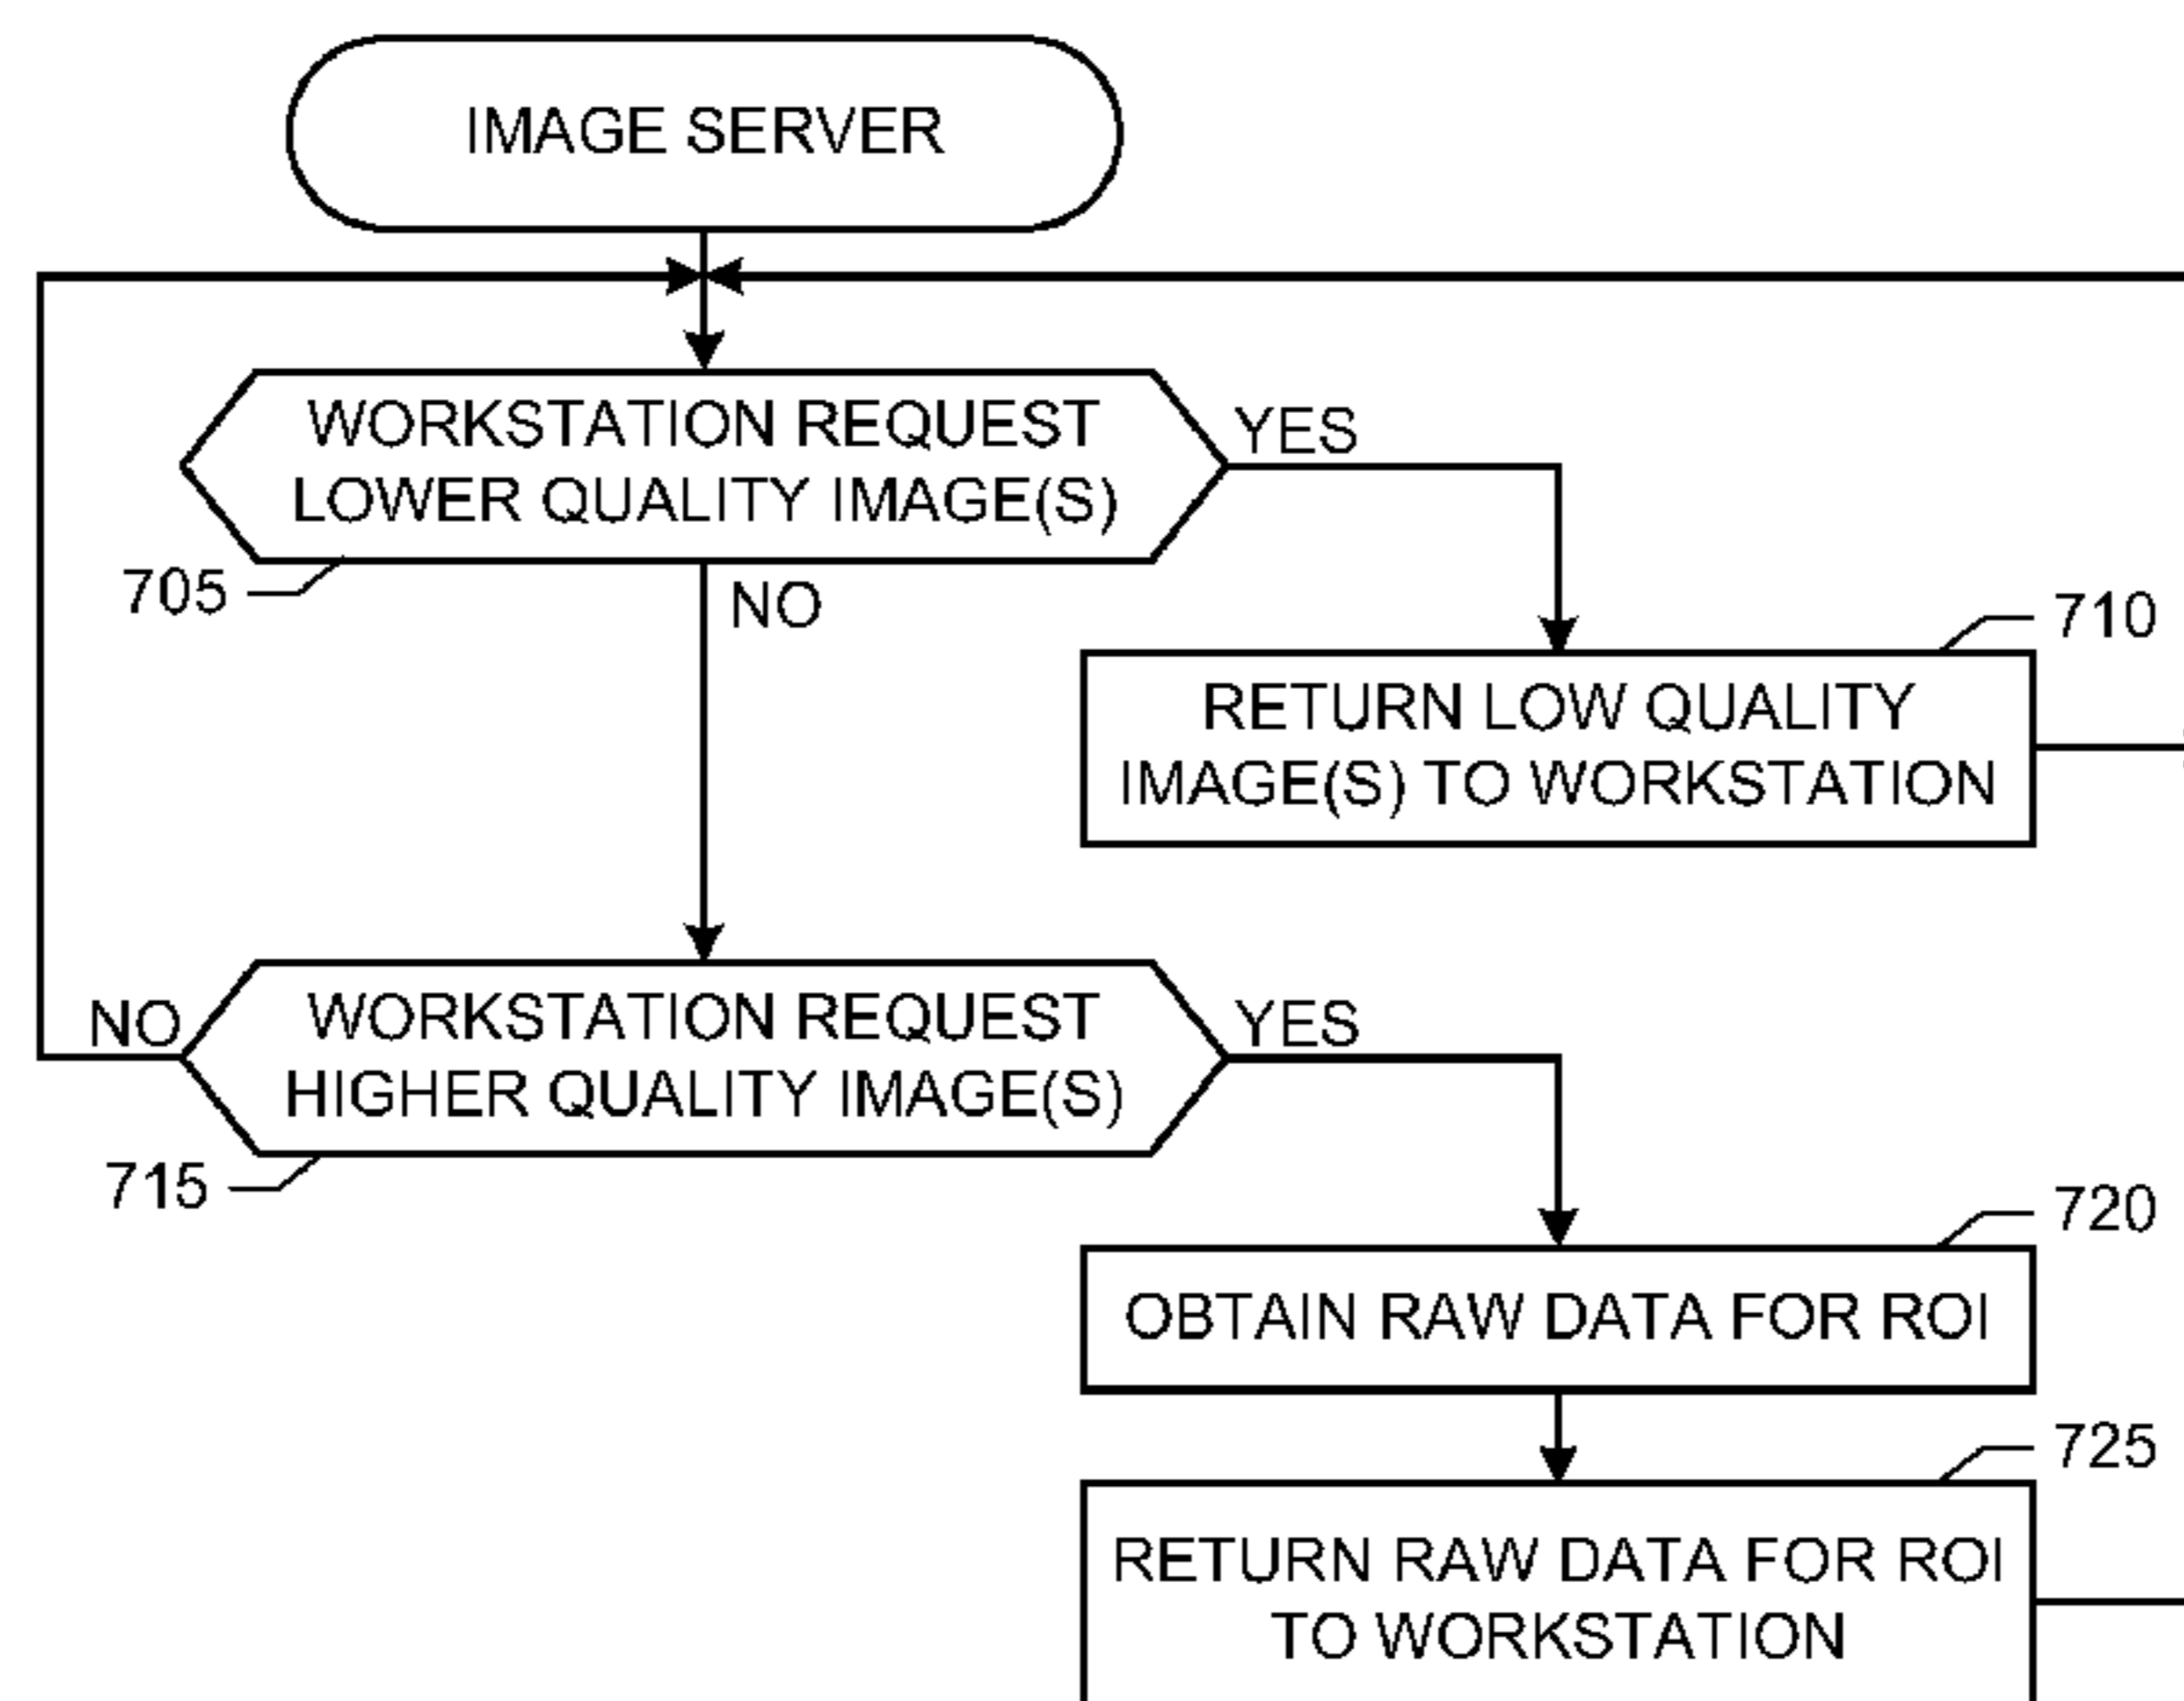 IMAGE SERVER
WORKSTATION REQUEST
LOWER QUALITY IMAGE(S)
YES
705
NO
710
RETURN LOW QUALITY
IMAGE(S) TO WORKSTATION
NO
WORKSTATION REQUEST
HIGHER QUALITY IMAGE(S)
YES
715
720
OBTAIN RAW DATA FOR ROI
725
RETURN RAW DATA FOR ROI
TO WORKSTATION